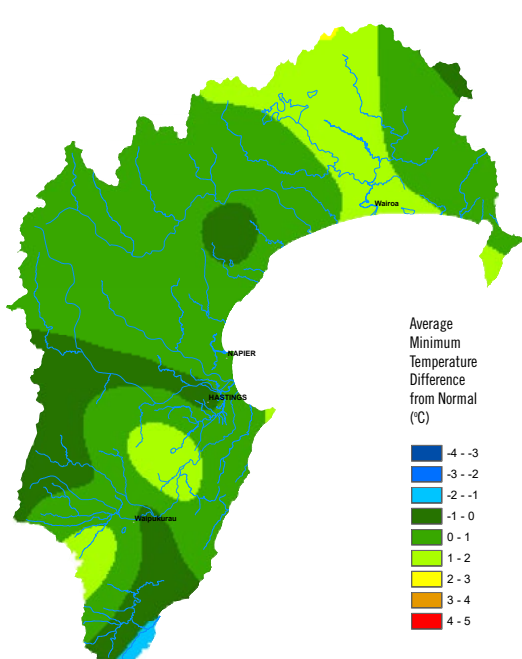 Wairoa
NAPIER
HASTINGS
Waipukurau
Average
Minimum
Temperature
Difference
from Normal
(ºC)
-4 - -3
-3 - -2
-2 - -1
-1 - 0
0 - 1
1 - 2
2 - 3
3 - 4
4 - 5